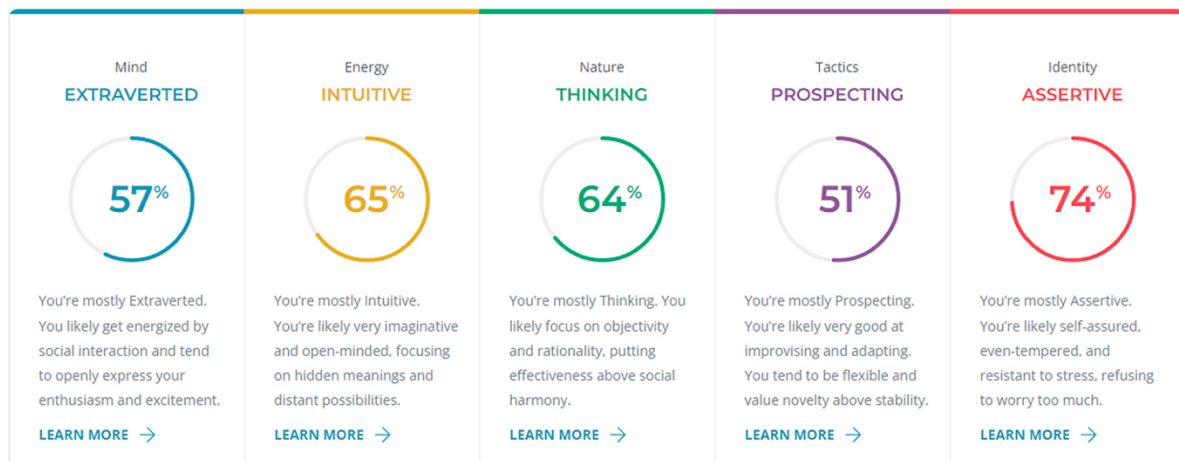 Mind
EXTRAVERTED
57%
You're mostly Extraverted.
You likely get energized by
social interaction and tend
to openly express your
enthusiasm and excitement.
LEARN MORE →
Energy
INTUITIVE
65%
You're mostly Intuitive.
You're likely very imaginative
and open-minded, focusing
on hidden meanings and
distant possibilities.
LEARN MORE →
Nature
THINKING
64%
You're mostly Thinking. You
likely focus on objectivity
and rationality, putting
effectiveness above social
harmony.
LEARN MORE →
Tactics
PROSPECTING
51%
You're mostly Prospecting.
You're likely very good at
improvising and adapting.
You tend to be flexible and
value novelty above stability.
LEARN MORE →
Identity
ASSERTIVE
74%
You're mostly Assertive.
You're likely self-assured,
even-tempered, and
resistant to stress, refusing
to worry too much.
LEARN MORE →